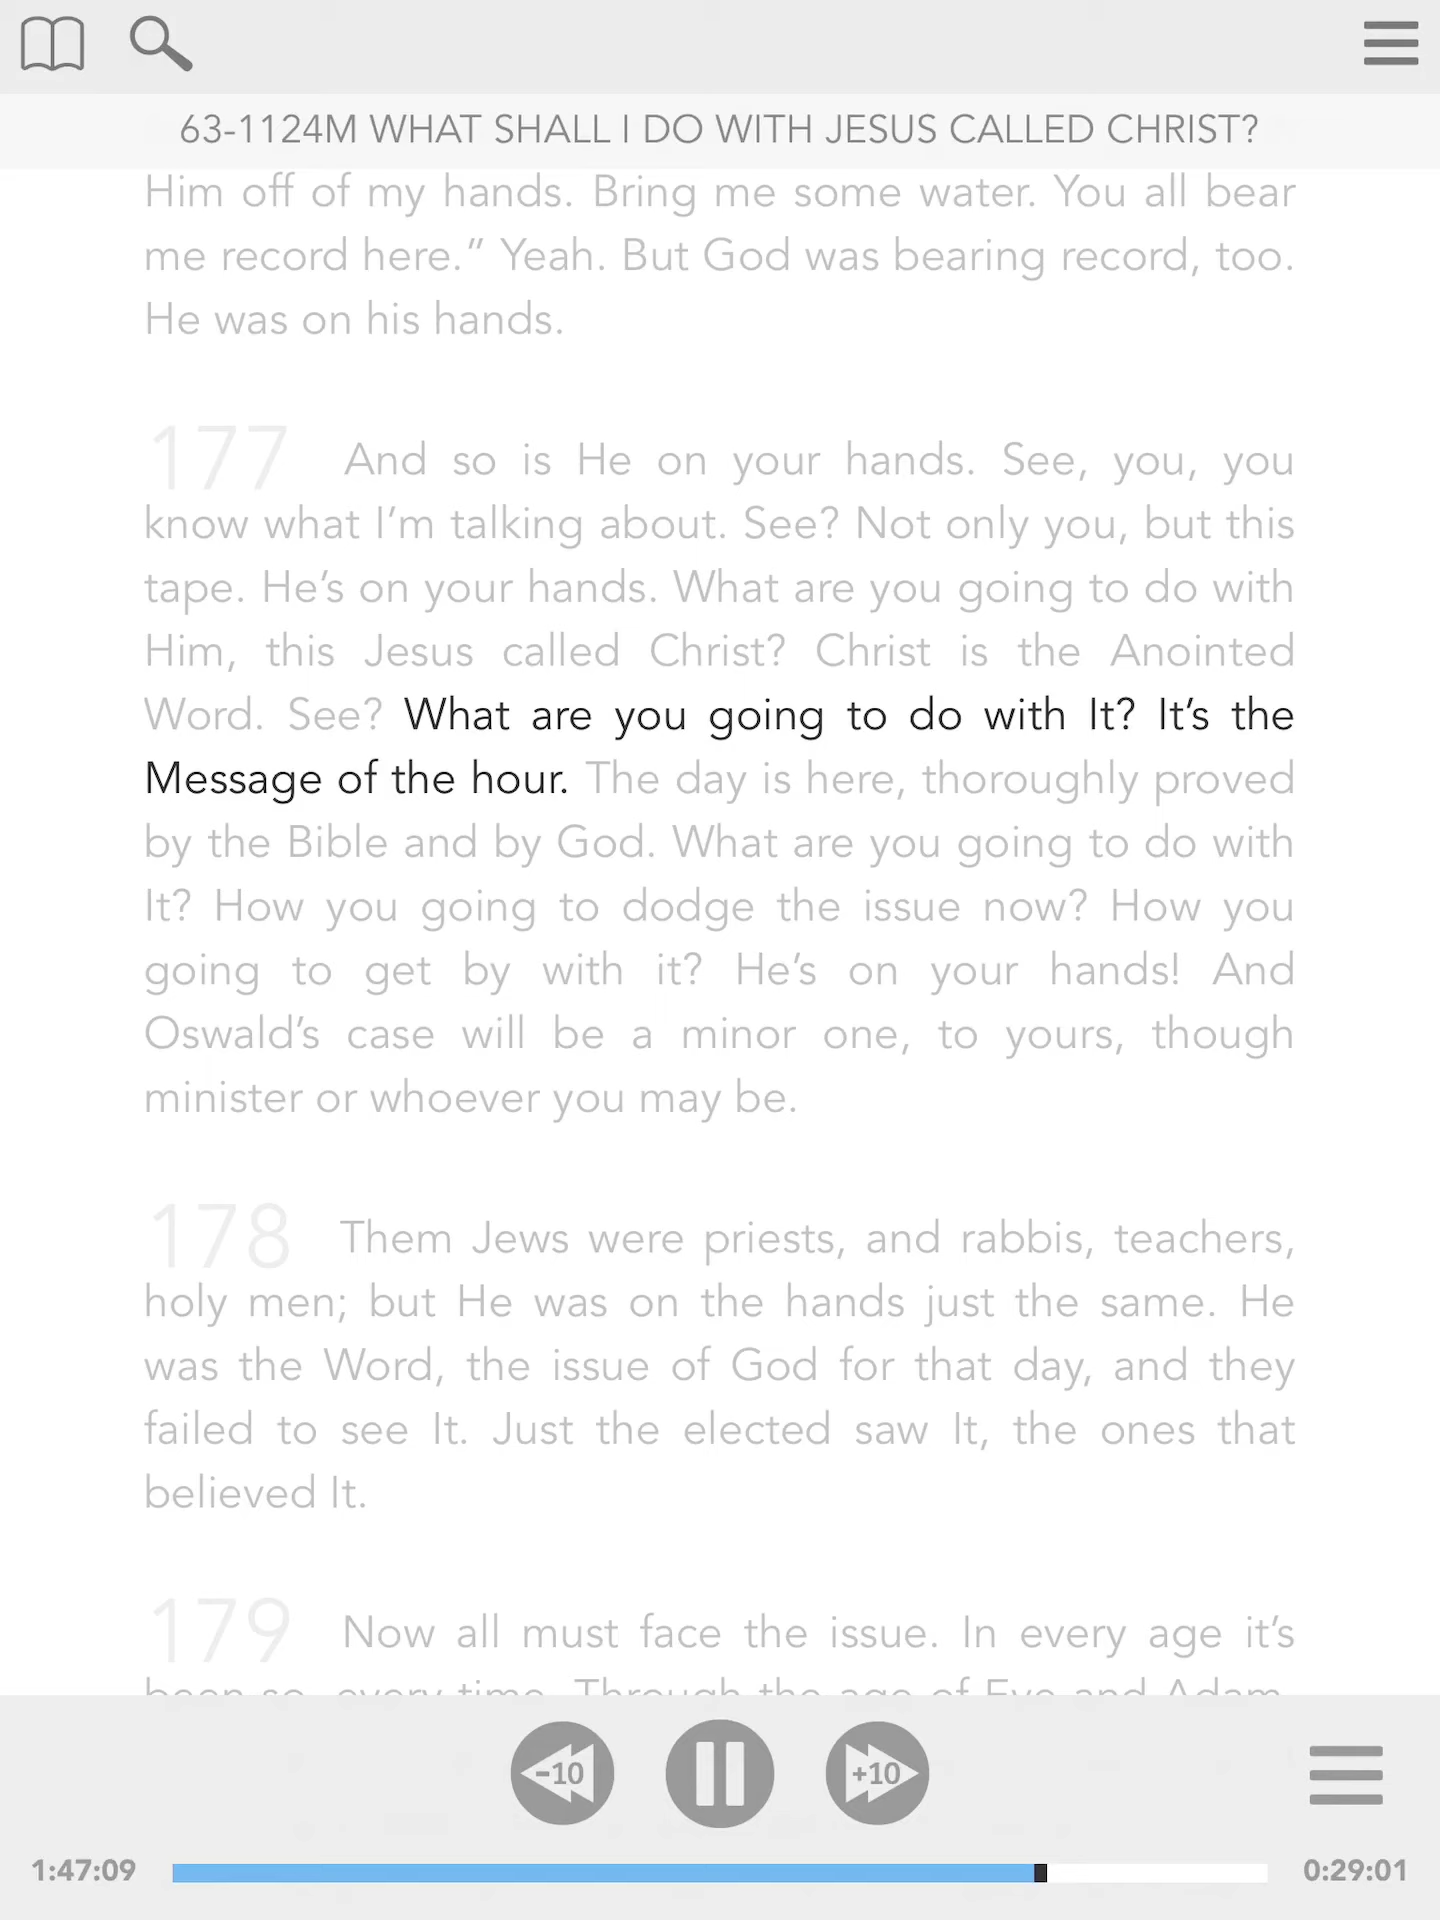 63-1124M WHAT SHALL I DO WITH JESUS CALLED CHRIST?
Him off of my hands. Bring me some water. You all bear
me record here.” Yeah. But God was bearing record, too.
He was on his hands.
177 And so is He on your hands. See, you, you
know what I’m talking about. See? Not only you, but this
tape. He’s on your hands. What are you going to do with
Him, this Jesus called Christ? Christ is the Anointed
Word. See? What are you going to do with It? It’s the
Message of the hour. The day is here, thoroughly proved
by the Bible and by God. What are you going to do with
It? How you going to dodge the issue now? How you
going to get by with it? He’s on your hands! And
Oswald’s case will be a minor one, to yours, though
minister or whoever you may be.
178 Them Jews were priests, and rabbis, teachers,
holy men; but He was on the hands just the same. He
was the Word, the issue of God for that day, and they
failed to see It. Just the elected saw It, the ones that
believed It.
179 Now all must face the issue. In every age it’s
been so, every time. Through the age of Eve and Adam,
-10 +10
1:47:09 0:29:01